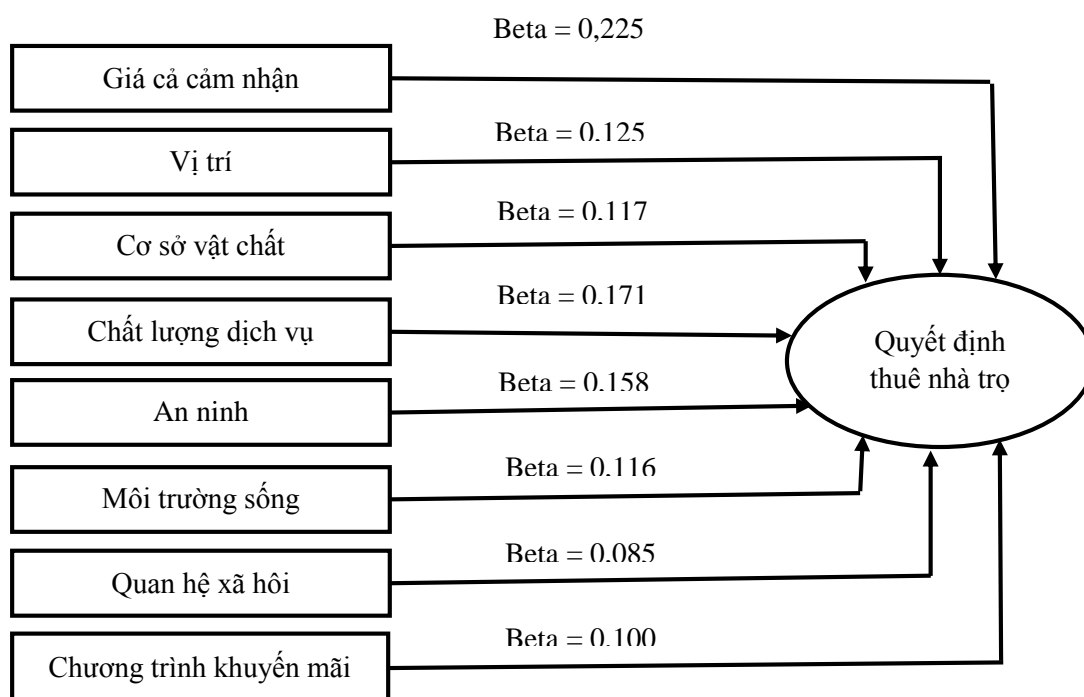 Beta = 0,225
Giá cả cảm nhận
Beta = 0,125
Vị trí
Beta = 0,117
Cơ sở vật chất
Beta = 0,171
Chất lượng dịch vụ
Quyết định
thuê nhà trọ
Beta = 0,158
An ninh
Beta = 0,116
Môi trường sống
Beta = 0,085
Quan hệ xã hôi
Beta = 0,100
Chương trình khuyến mãi